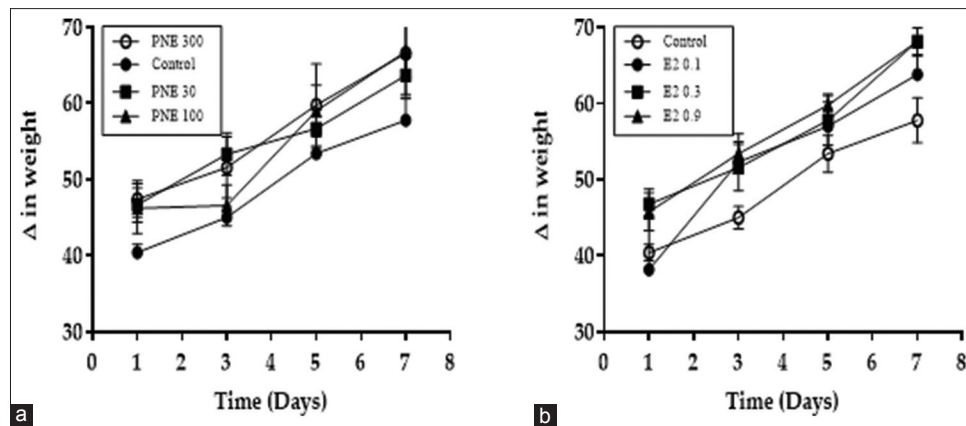 70
60
50
40
30
Δ in weight
PNE 300
Control
PNE 30
PNE 100
0 1 2 3 4 5 6 7 8
Time (Days)
a
70
60
50
40
30
Δ in weight
Control
E2 0.1
E2 0.3
E2 0.9
0 1 2 3 4 5 6 7 8
Time (Days)
b